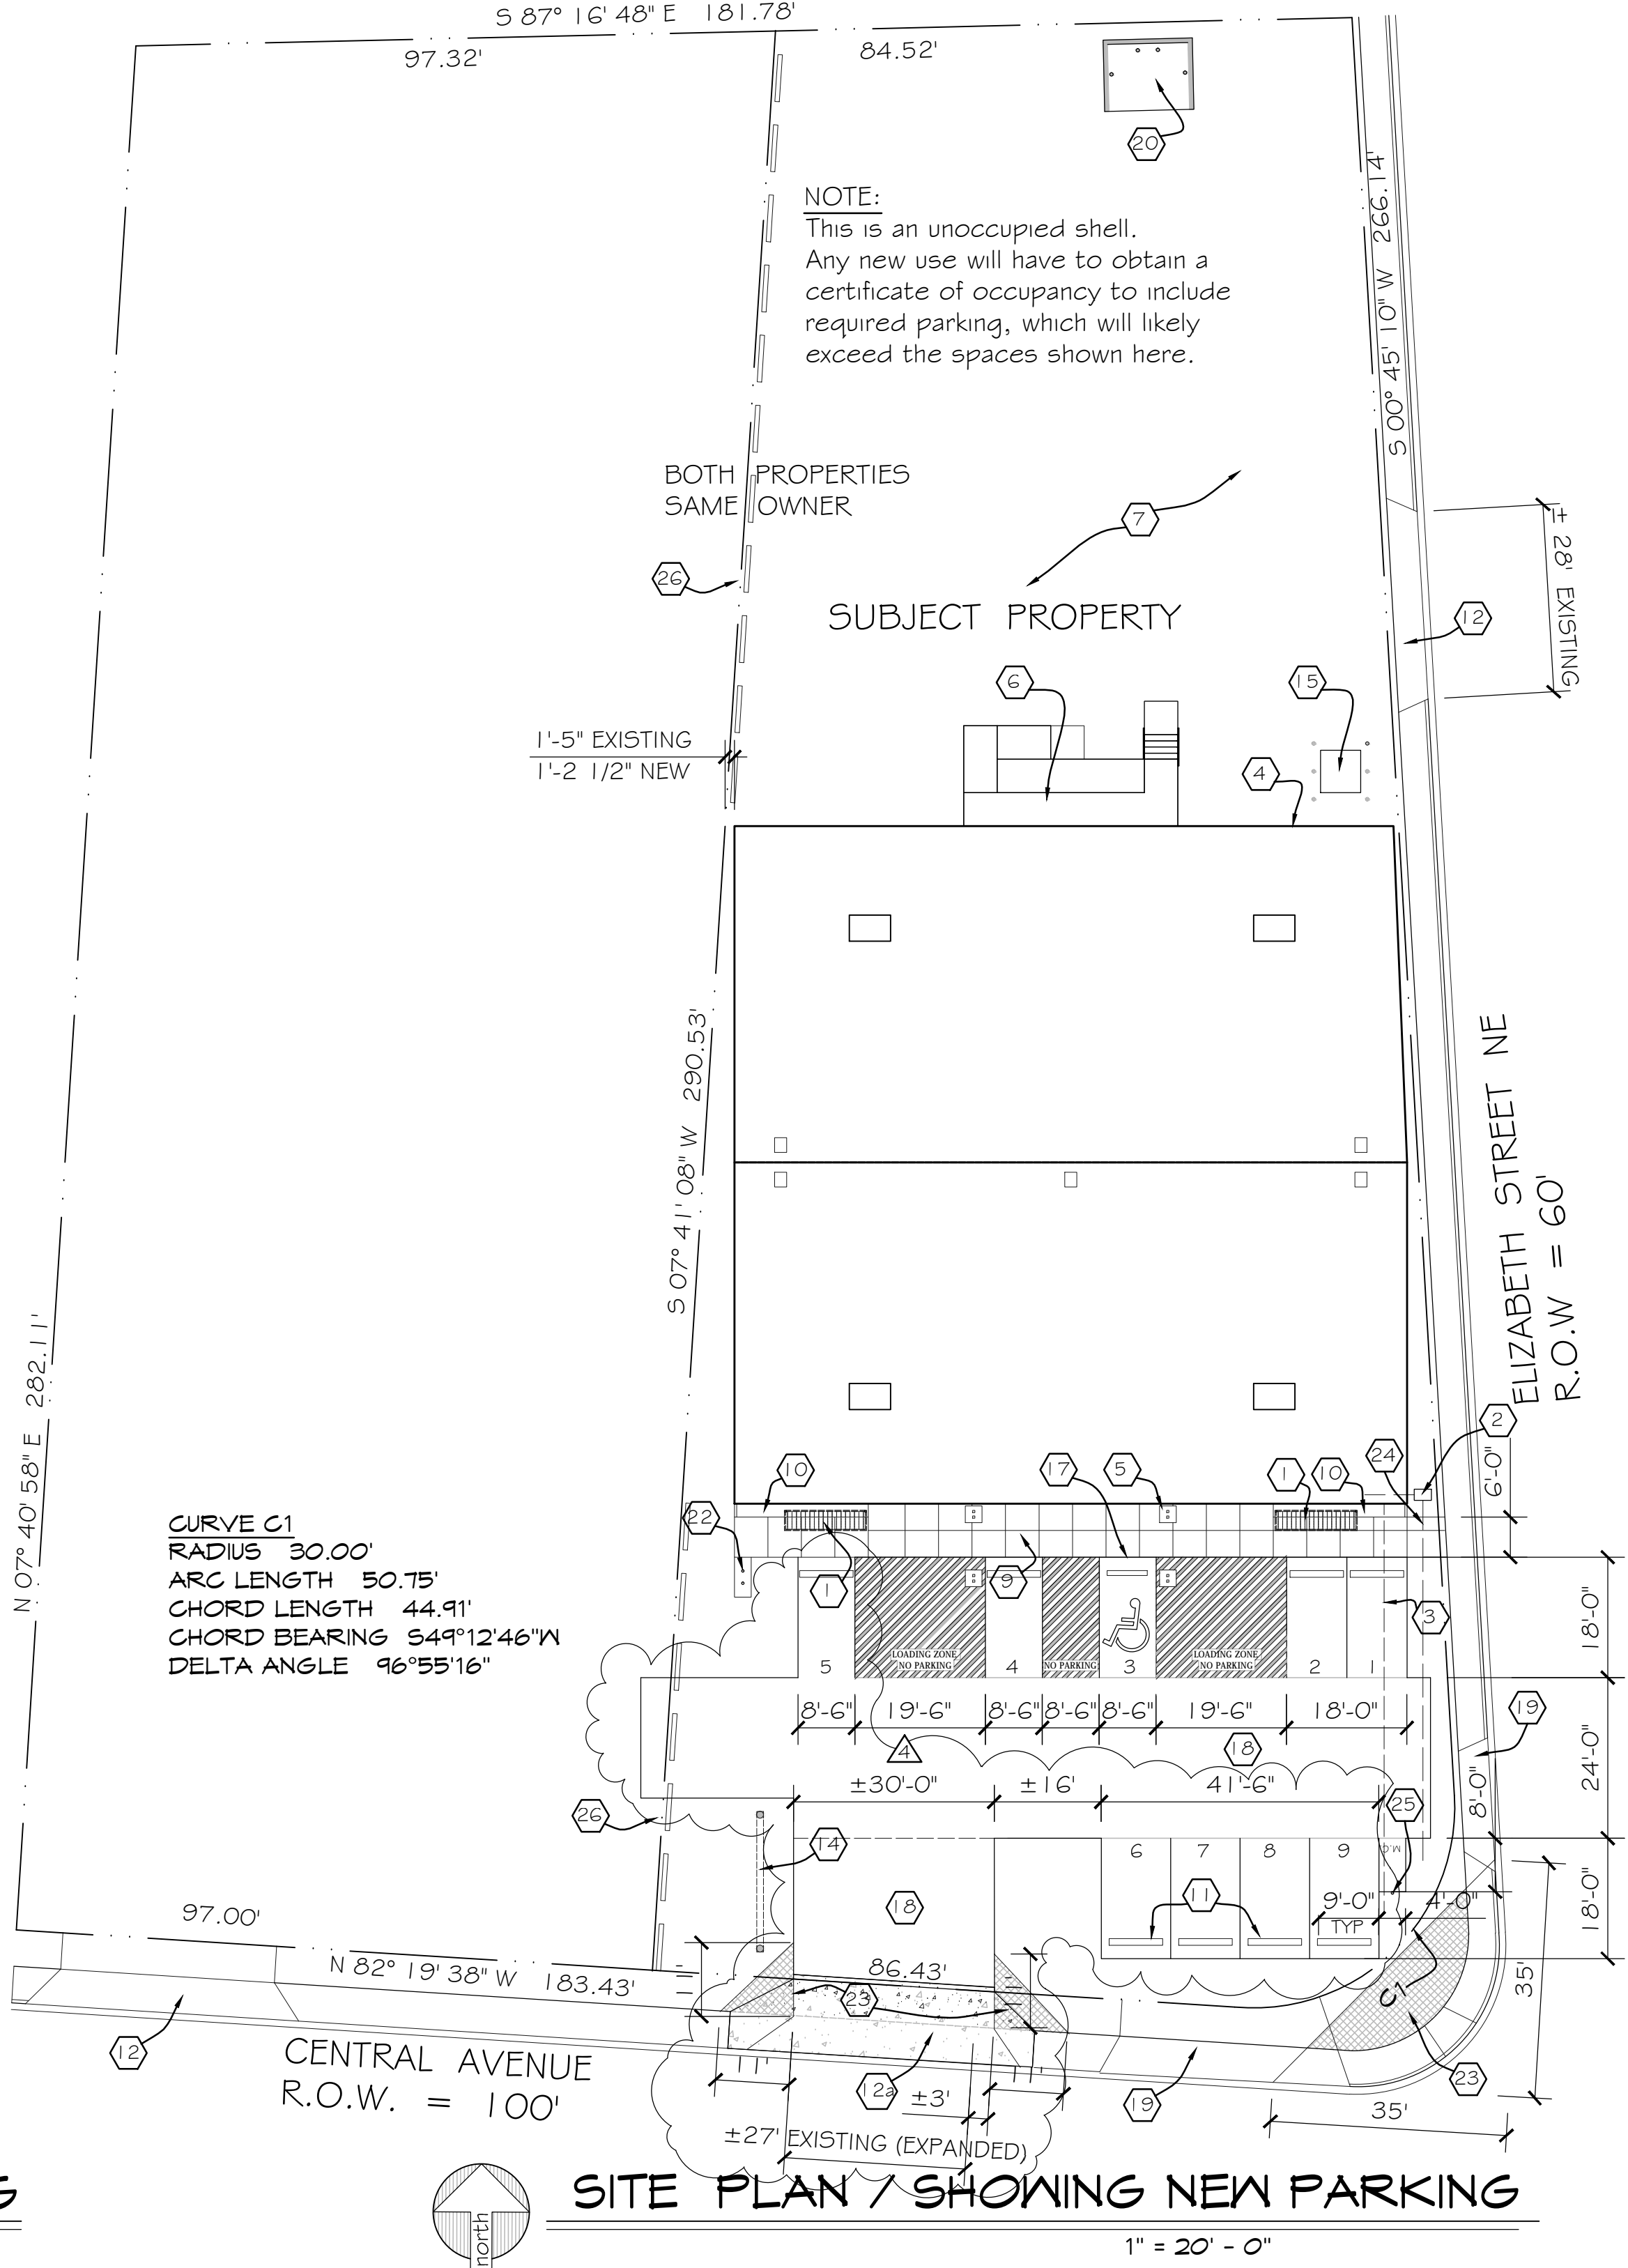 S 87° 16' 48" E 181.78'
97.32'
84.52'
20
NOTE:
This is an unoccupied shell.
Any new use will have to obtain a
certificate of occupancy to include
required parking, which will likely
exceed the spaces shown here.
S 00° 45' 10" W 266.14'
BOTH PROPERTIES
SAME OWNER
7
26
SUBJECT PROPERTY
12
± 28' EXISTING
6
15
4
1'-5" EXISTING
1'-2 1/2" NEW
S 07° 41' 08" W 290.53'
ELIZABETH STREET NE
R.O.W = 60'
N 07° 40' 58" E 282.11'
2
24
10
17
5
1
10
6'-0"
22
CURVE C1
RADIUS 30.00'
ARC LENGTH 50.75'
CHORD LENGTH 44.91'
CHORD BEARING S49°12'46"W
DELTA ANGLE 96°55'16"
1
9
3
18'-0"
5
LOADING ZONE
NO PARKING
4
NO PARKING
3
LOADING ZONE
NO PARKING
2
1
8'-6"
19'-6"
8'-6"
8'-6"
8'-6"
19'-6"
18'-0"
19
4
18
24'-0"
±30'-0"
±16'
41'-6"
8'-0"
25
26
14
6
7
8
9
M.C.
18
11
9'-0"
TYP
4'-0"
18'-0"
97.00'
N 82° 19' 38" W 183.43'
86.43'
11'
23
C1
35'
12
CENTRAL AVENUE
R.O.W. = 100'
11'
12a
±3'
11'
19
23
35'
±27' EXISTING (EXPANDED)
G
north
SITE PLAN / SHOWING NEW PARKING
1" = 20' - 0"